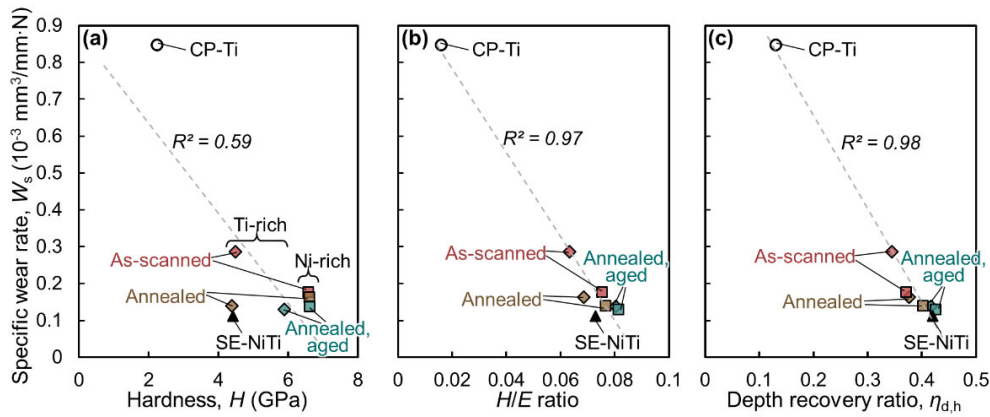 Specific wear rate, Wₛ (10⁻³ mm³/mm·N)
0.9
0.8
0.7
0.6
0.5
0.4
0.3
0.2
0.1
0
(a)
CP-Ti
R² = 0.59
Ti-rich
Ni-rich
As-scanned
Annealed
Annealed,
aged
SE-NiTi
0 2 4 6 8
Hardness, H (GPa)
(b)
CP-Ti
R² = 0.97
As-scanned
Annealed,
aged
Annealed
SE-NiTi
0 0.02 0.04 0.06 0.08 0.1
H/E ratio
(c)
CP-Ti
R² = 0.98
As-scanned
Annealed,
aged
Annealed
SE-NiTi
0 0.1 0.2 0.3 0.4 0.5
Depth recovery ratio, η_d,h